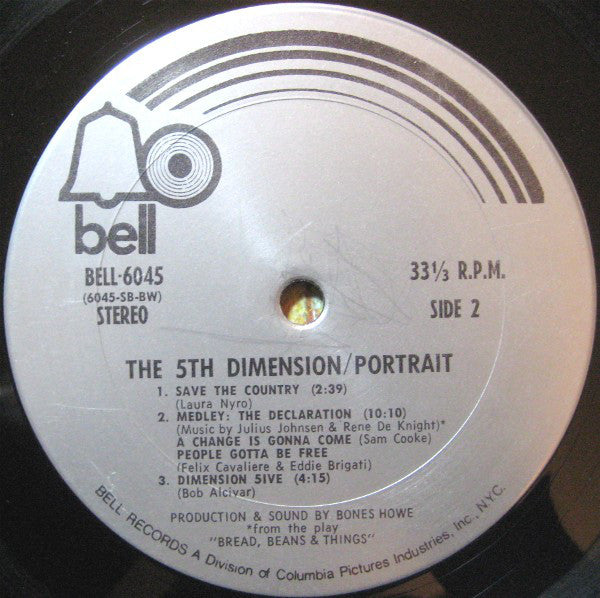 bell
BELL-6045
(6045-SB-BW)
STEREO
33⅓ R.P.M.
SIDE 2
THE 5TH DIMENSION/PORTRAIT
1. SAVE THE COUNTRY (2:39)
(Laura Nyro)
2. MEDLEY: THE DECLARATION (10:10)
(Music by Julius Johnsen & Rene De Knight)*
A CHANGE IS GONNA COME (Sam Cooke)
PEOPLE GOTTA BE FREE
(Felix Cavaliere & Eddie Brigati)
3. DIMENSION 5IVE (4:15)
(Bob Alcivar)
PRODUCTION & SOUND BY BONES HOWE
*from the play
"BREAD, BEANS & THINGS"
BELL RECORDS A Division of Columbia Pictures Industries, Inc., N.Y.C.